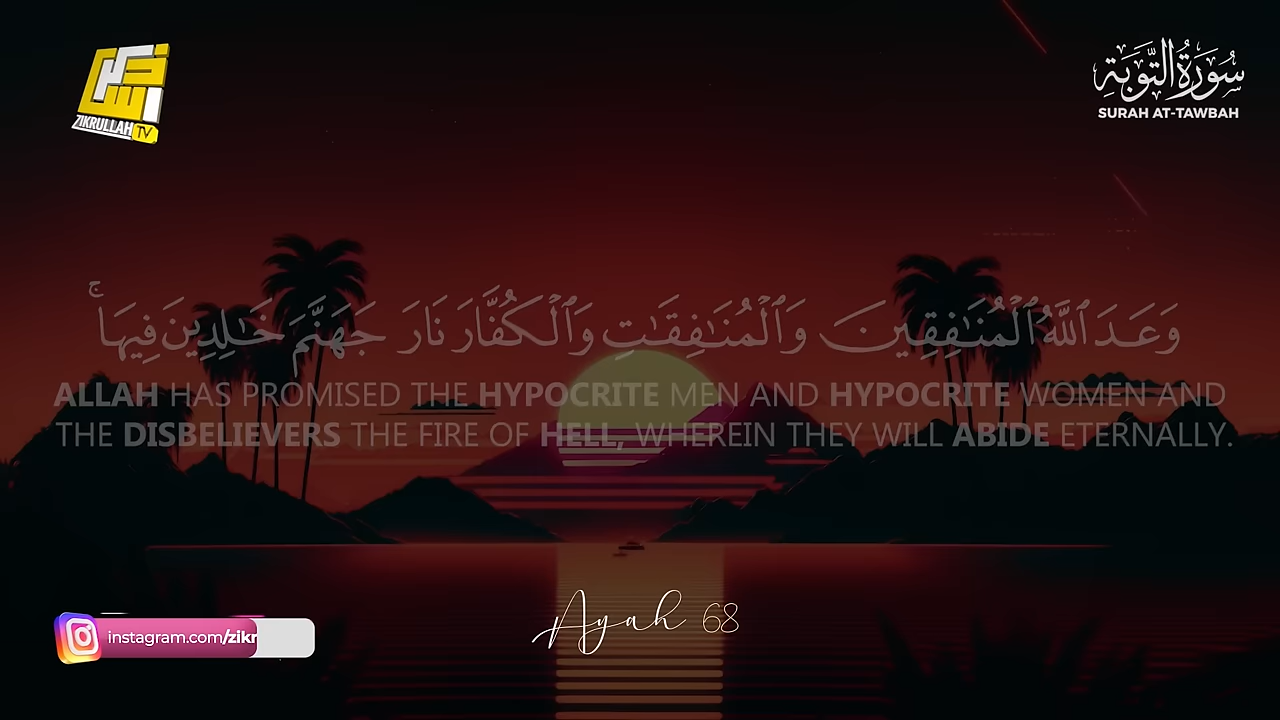 ZIKRULLAH TV
سُورَةُ التَّوْبَةِ
SURAH AT-TAWBAH
وَعَدَ ٱللَّهُ ٱلْمُنَٰفِقِينَ وَٱلْمُنَٰفِقَٰتِ وَٱلْكُفَّارَ نَارَ جَهَنَّمَ خَٰلِدِينَ فِيهَا ۚ
ALLAH HAS PROMISED THE HYPOCRITE MEN AND HYPOCRITE WOMEN AND
THE DISBELIEVERS THE FIRE OF HELL, WHEREIN THEY WILL ABIDE ETERNALLY.
Ayah 68
instagram.com/zikr